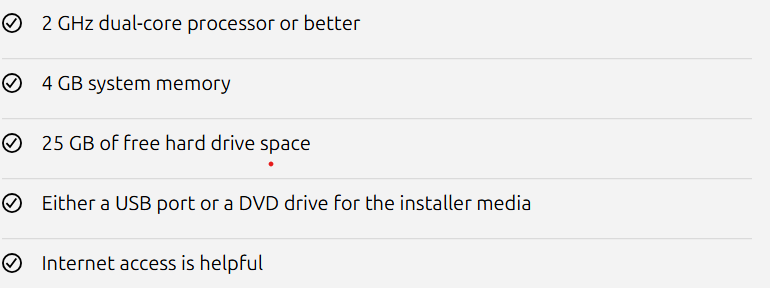 2 GHz dual-core processor or better
4 GB system memory
25 GB of free hard drive space
Either a USB port or a DVD drive for the installer media
Internet access is helpful